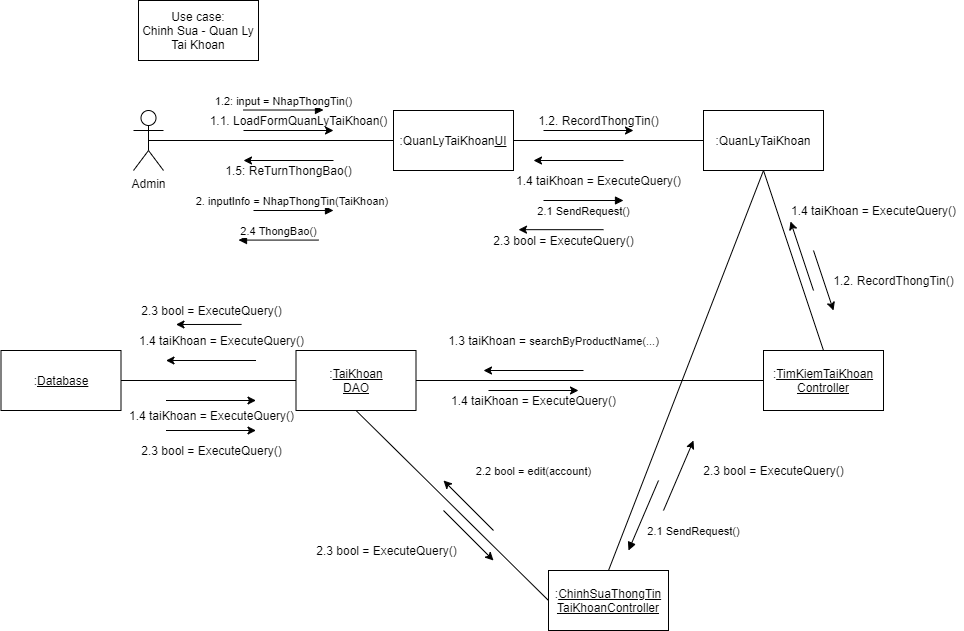 Use case:
Chinh Sua - Quan Ly
Tai Khoan
1.2: input = NhapThongTin()
1.1. LoadFormQuanLyTaiKhoan()
1.2. RecordThongTin()
:QuanLyTaiKhoanUI
:QuanLyTaiKhoan
1.5: ReTurnThongBao()
Admin
1.4 taiKhoan = ExecuteQuery()
2. inputInfo = NhapThongTin(TaiKhoan)
2.1 SendRequest()
1.4 taiKhoan = ExecuteQuery()
2.4 ThongBao()
2.3 bool = ExecuteQuery()
1.2. RecordThongTin()
2.3 bool = ExecuteQuery()
1.4 taiKhoan = ExecuteQuery()
1.3 taiKhoan = searchByProductName(...)
:Database
:TaiKhoan
DAO
:TimKiemTaiKhoan
Controller
1.4 taiKhoan = ExecuteQuery()
1.4 taiKhoan = ExecuteQuery()
2.3 bool = ExecuteQuery()
2.2 bool = edit(account)
2.3 bool = ExecuteQuery()
2.1 SendRequest()
2.3 bool = ExecuteQuery()
:ChinhSuaThongTin
TaiKhoanController